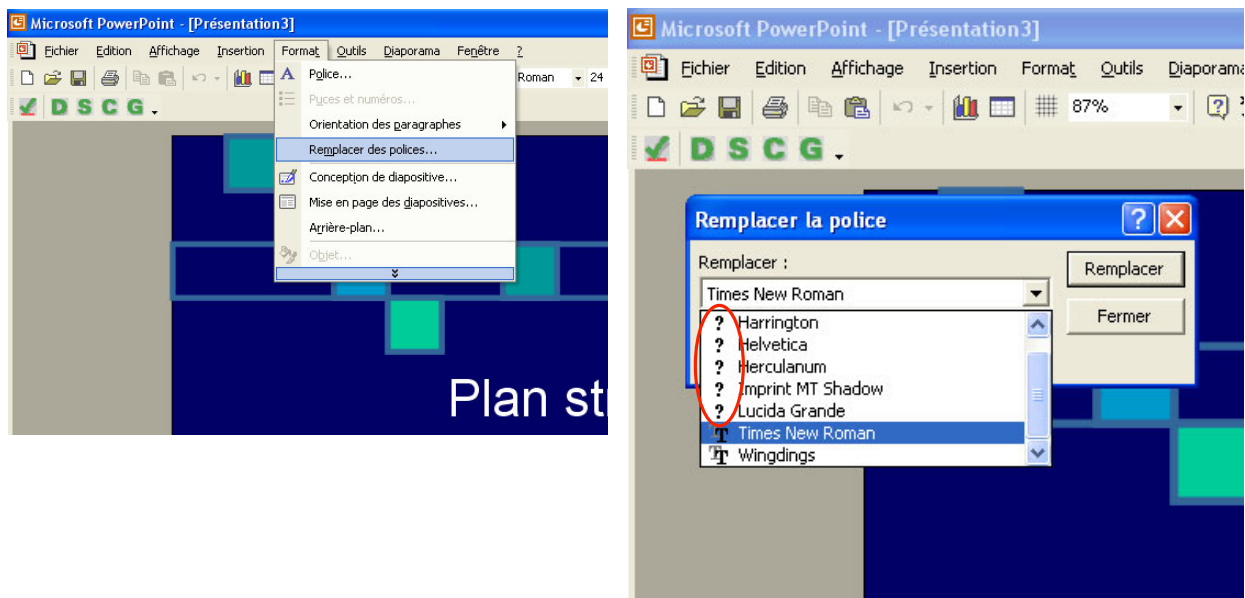 Microsoft PowerPoint - [Présentation3]
Fichier Edition Affichage Insertion Format Outils Diaporama Fenêtre ?
Roman 24
D S C G
Police...
Puces et numéros...
Orientation des paragraphes
Remplacer des polices...
Conception de diapositive...
Mise en page des diapositives...
Arrière-plan...
Objet...
Plan st
Microsoft PowerPoint - [Présentation3]
Fichier Edition Affichage Insertion Format Outils Diaporama
87%
D S C G
Remplacer la police
Remplacer :
Times New Roman
Remplacer
Fermer
? Harrington
? Helvetica
? Herculanum
? Imprint MT Shadow
? Lucida Grande
Times New Roman
Wingdings